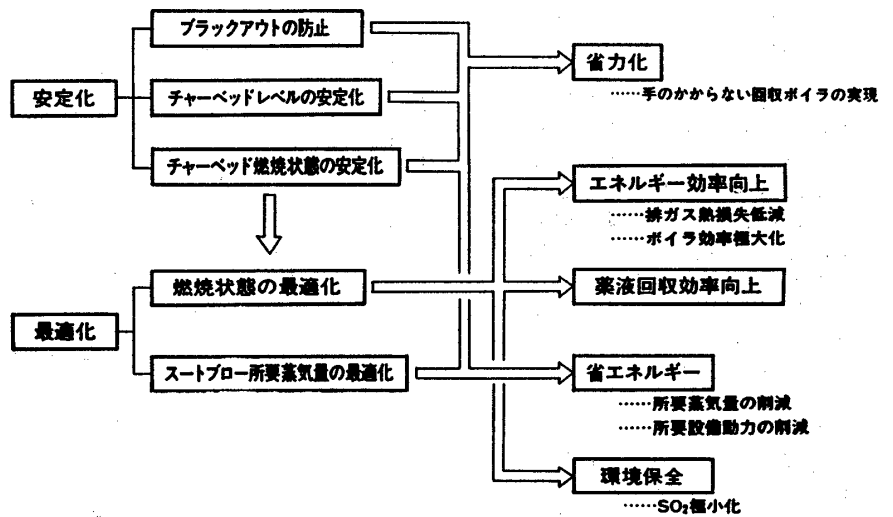 ブラックアウトの防止
安定化
チャーベッドレベルの安定化
チャーベッド燃焼状態の安定化
燃焼状態の最適化
最適化
スートブロー所要蒸気量の最適化
省力化
……手のかからない回収ボイラの実現
エネルギー効率向上
……排ガス熱損失低減
……ボイラ効率極大化
薬液回収効率向上
省エネルギー
……所要蒸気量の削減
……所要設備動力の削減
環境保全
……SO₂極小化